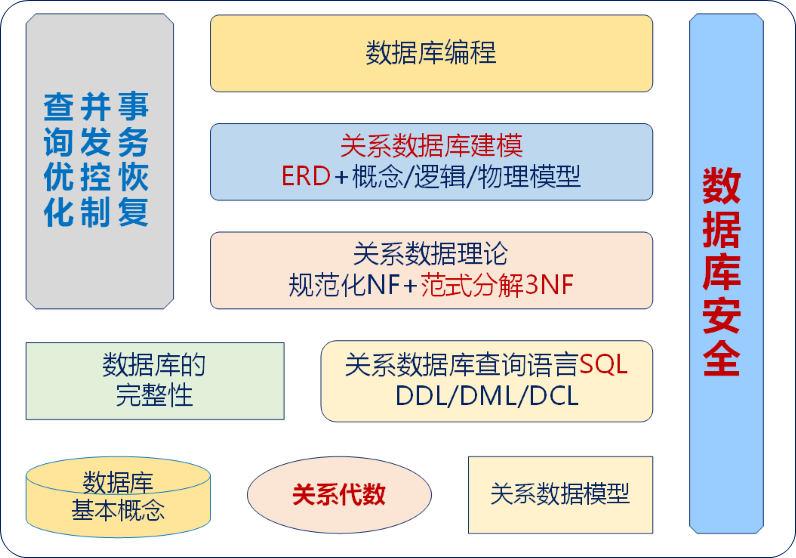 查询优化
并发控制
事务恢复
数据库编程
关系数据库建模
ERD+概念/逻辑/物理模型
关系数据理论
规范化NF+范式分解3NF
数据库的
完整性
关系数据库查询语言SQL
DDL/DML/DCL
数据库
基本概念
关系代数
关系数据模型
数据库安全